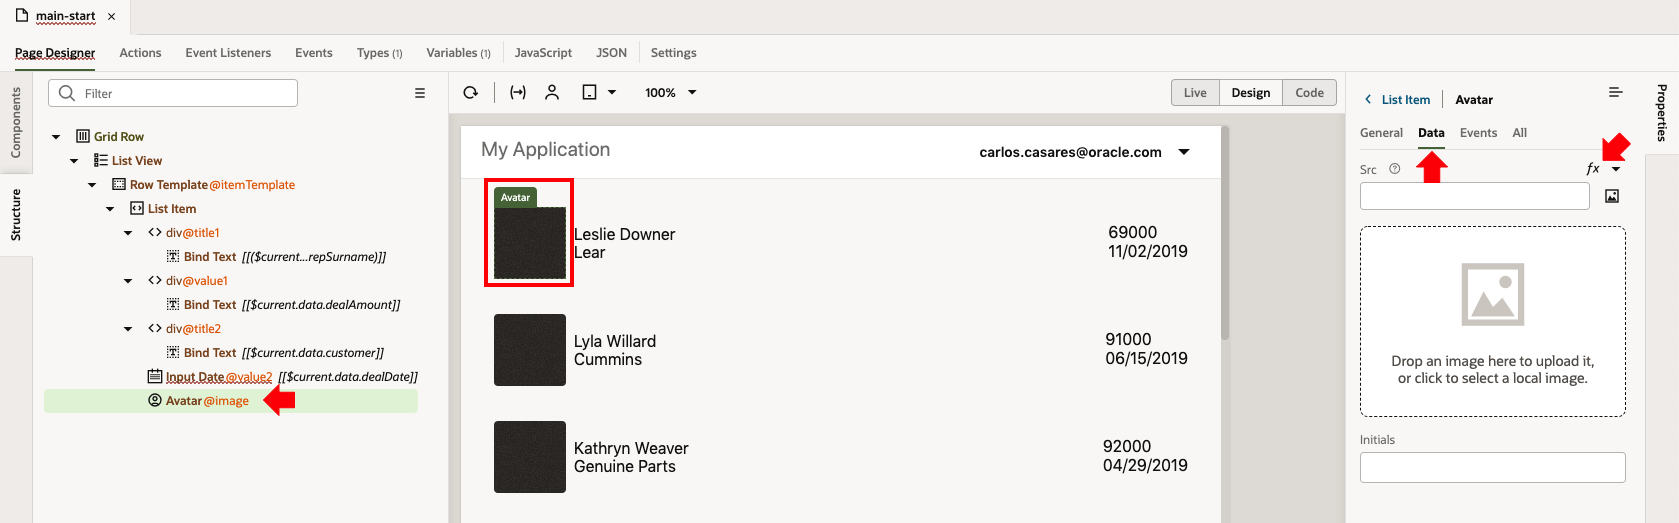 main-start ×
Page Designer Actions Event Listeners Events Types (1) Variables (1) JavaScript JSON Settings
Components
Structure
Filter
Grid Row
List View
Row Template@itemTemplate
List Item
div@title1
Bind Text [[($current...repSurname)]]
div@value1
Bind Text [[$current.data.dealAmount]]
div@title2
Bind Text [[$current.data.customer]]
Input Date@value2 [[$current.data.dealDate]]
Avatar@image
100%
Live Design Code
My Application
carlos.casares@oracle.com
Avatar
Leslie Downer
Lear
69000
11/02/2019
Lyla Willard
Cummins
91000
06/15/2019
Kathryn Weaver
Genuine Parts
92000
04/29/2019
List Item Avatar
General Data Events All
Src
fx
Drop an image here to upload it,
or click to select a local image.
Initials
Properties